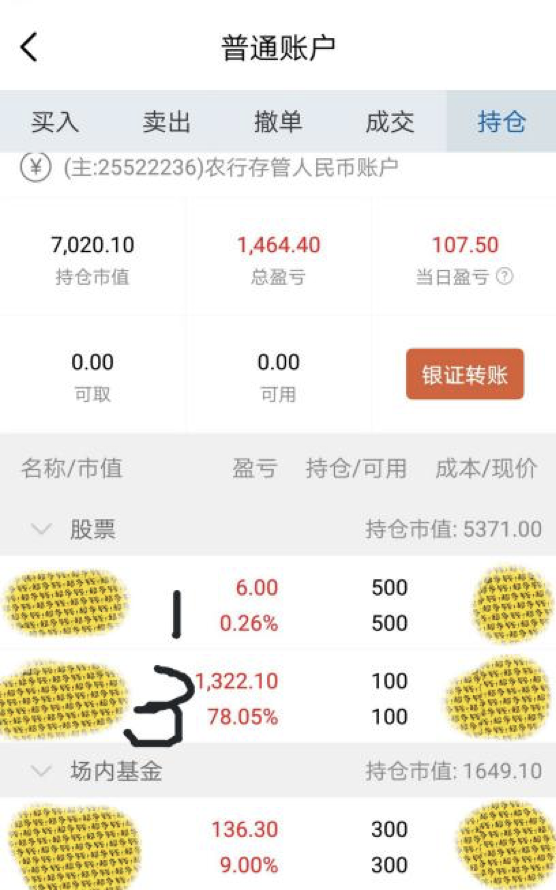 普通账户
买入 卖出 撤单 成交 持仓
(主:25522236)农行存管人民币账户
7,020.10 1,464.40 107.50
持仓市值 总盈亏 当日盈亏 ?
0.00 0.00 银证转账
可取 可用
名称/市值 盈亏 持仓/可用 成本/现价
股票 持仓市值: 5371.00
1
6.00 500
0.26% 500
3
1,322.10 100
78.05% 100
场内基金 持仓市值: 1649.10
136.30 300
9.00% 300